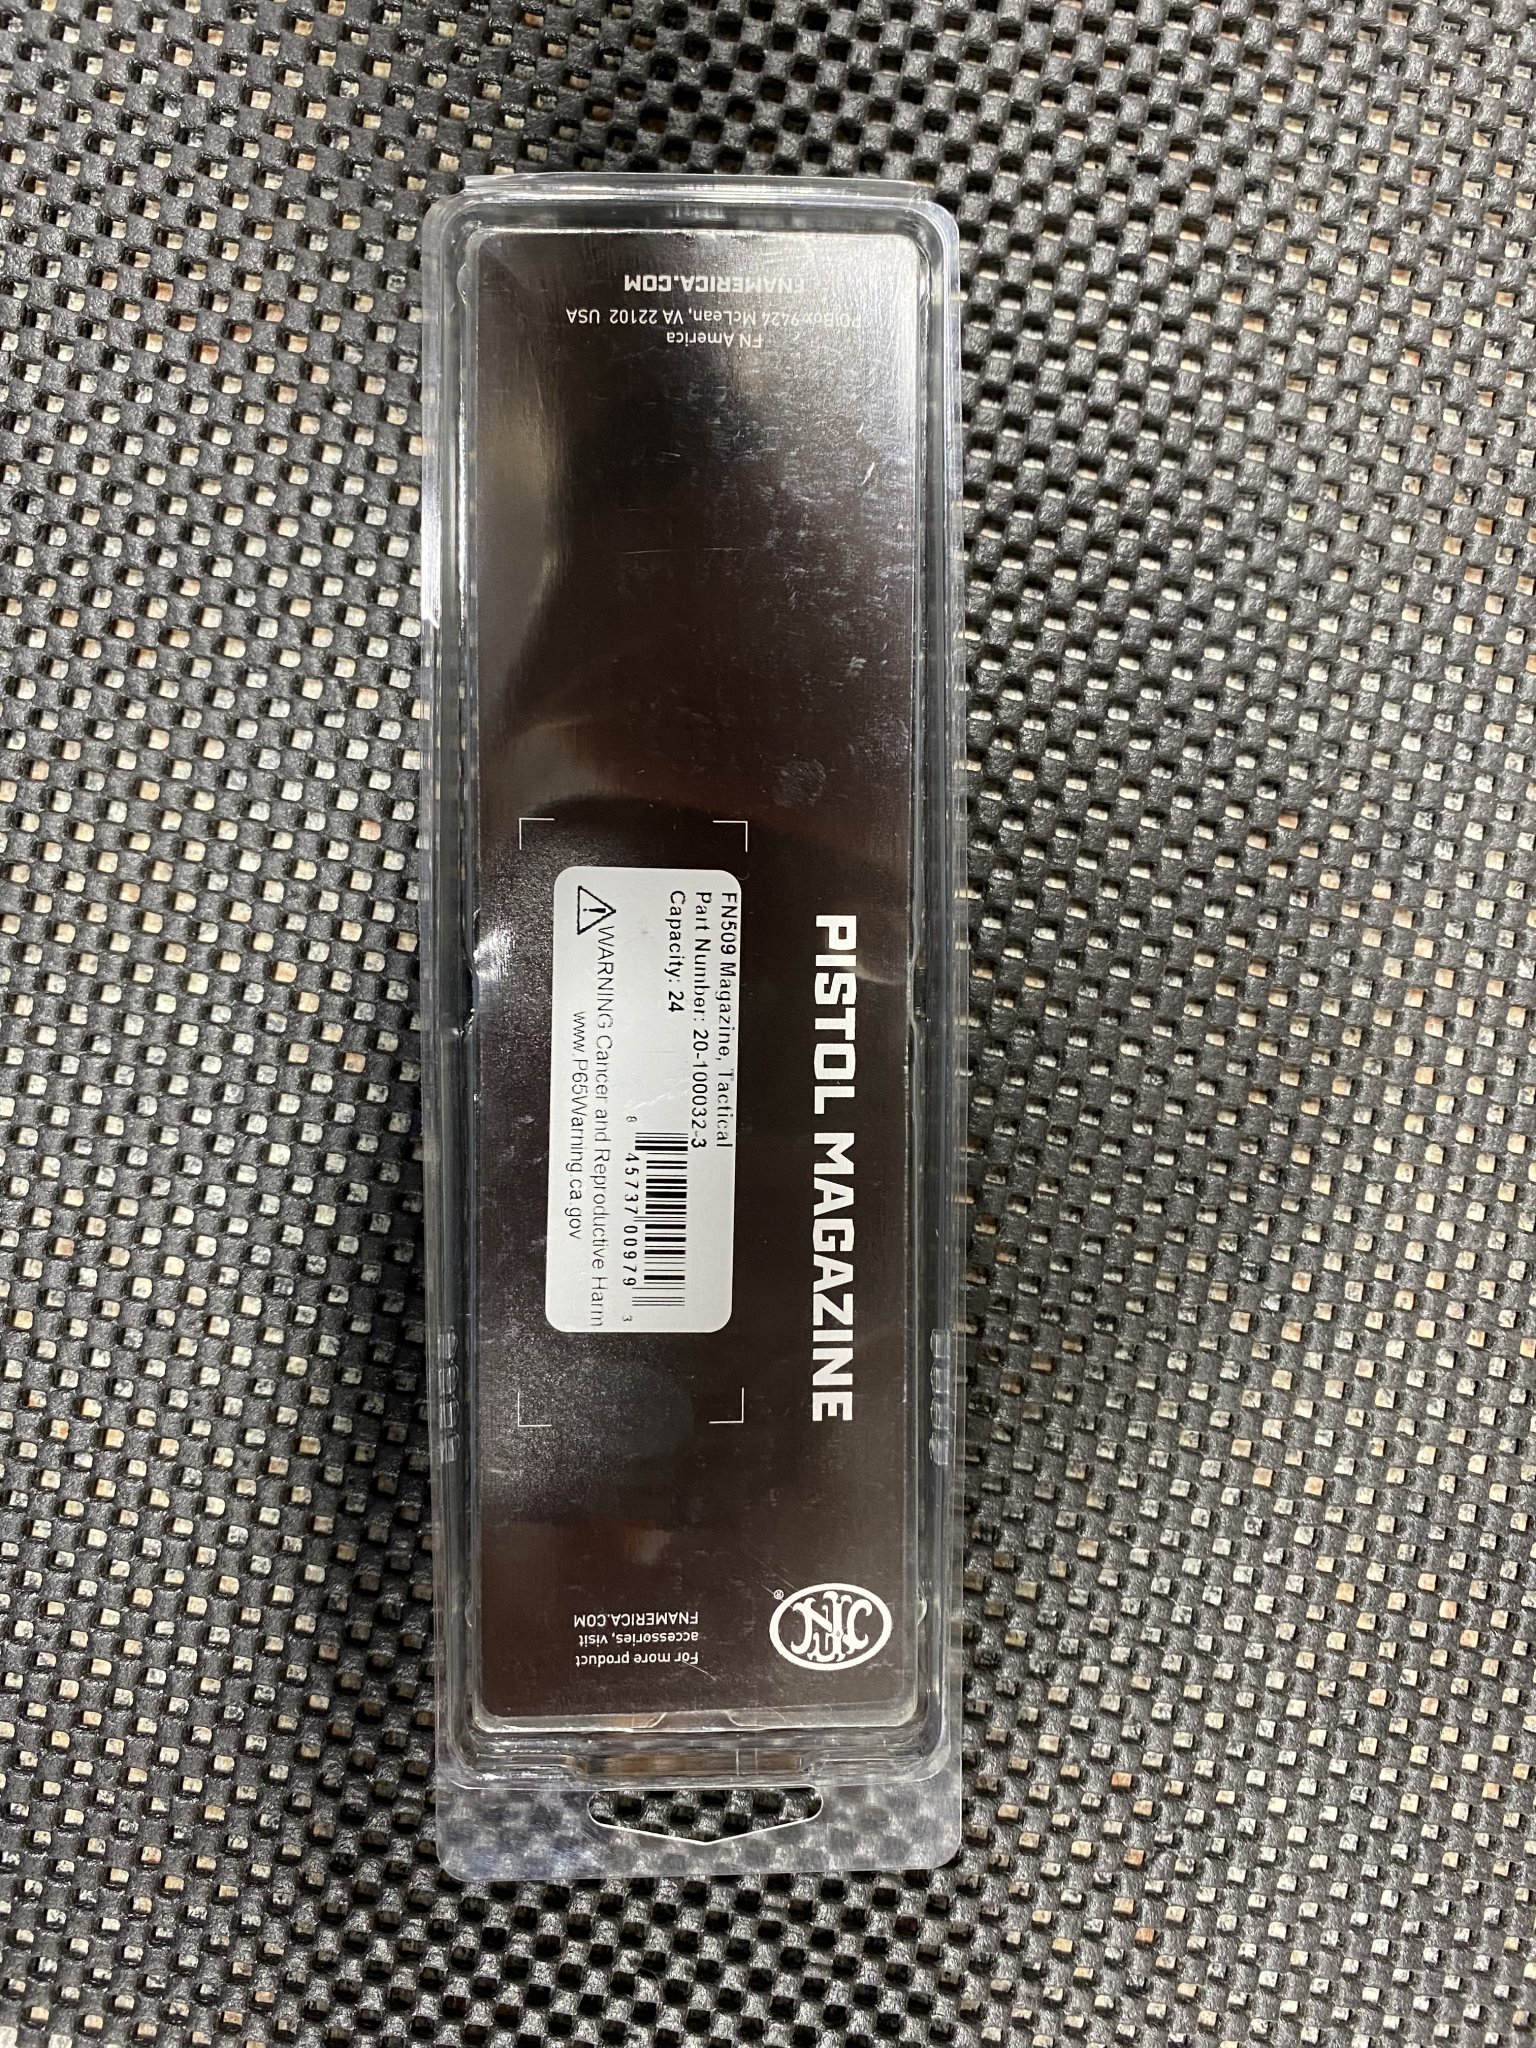 FNAMERICA.COM
PO Box 9424 McLean, VA 22102 USA
FN America
PISTOL MAGAZINE
FN509 Magazine, Tactical
Part Number: 20-100032-3
Capacity: 24
8 45737 00979 3
WARNING Cancer and Reproductive Harm
www.P65Warning.ca.gov
FN
®
For more product
accessories, visit
FNAMERICA.COM